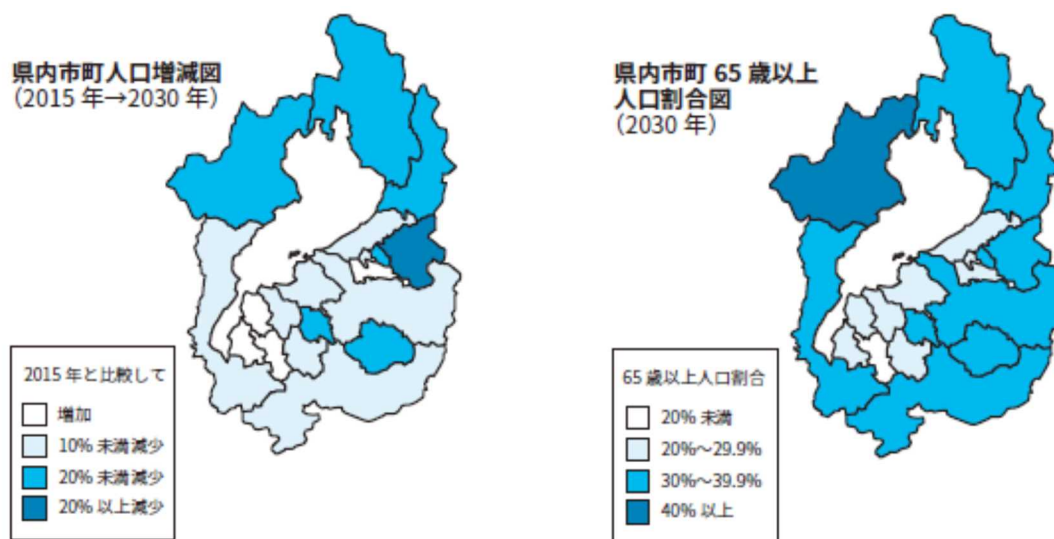 県内市町人口増減図
（2015 年→2030 年）
2015 年と比較して
増加
10% 未満減少
20% 未満減少
20% 以上減少
県内市町 65 歳以上
人口割合図
（2030 年）
65 歳以上人口割合
20% 未満
20%～29.9%
30%～39.9%
40% 以上